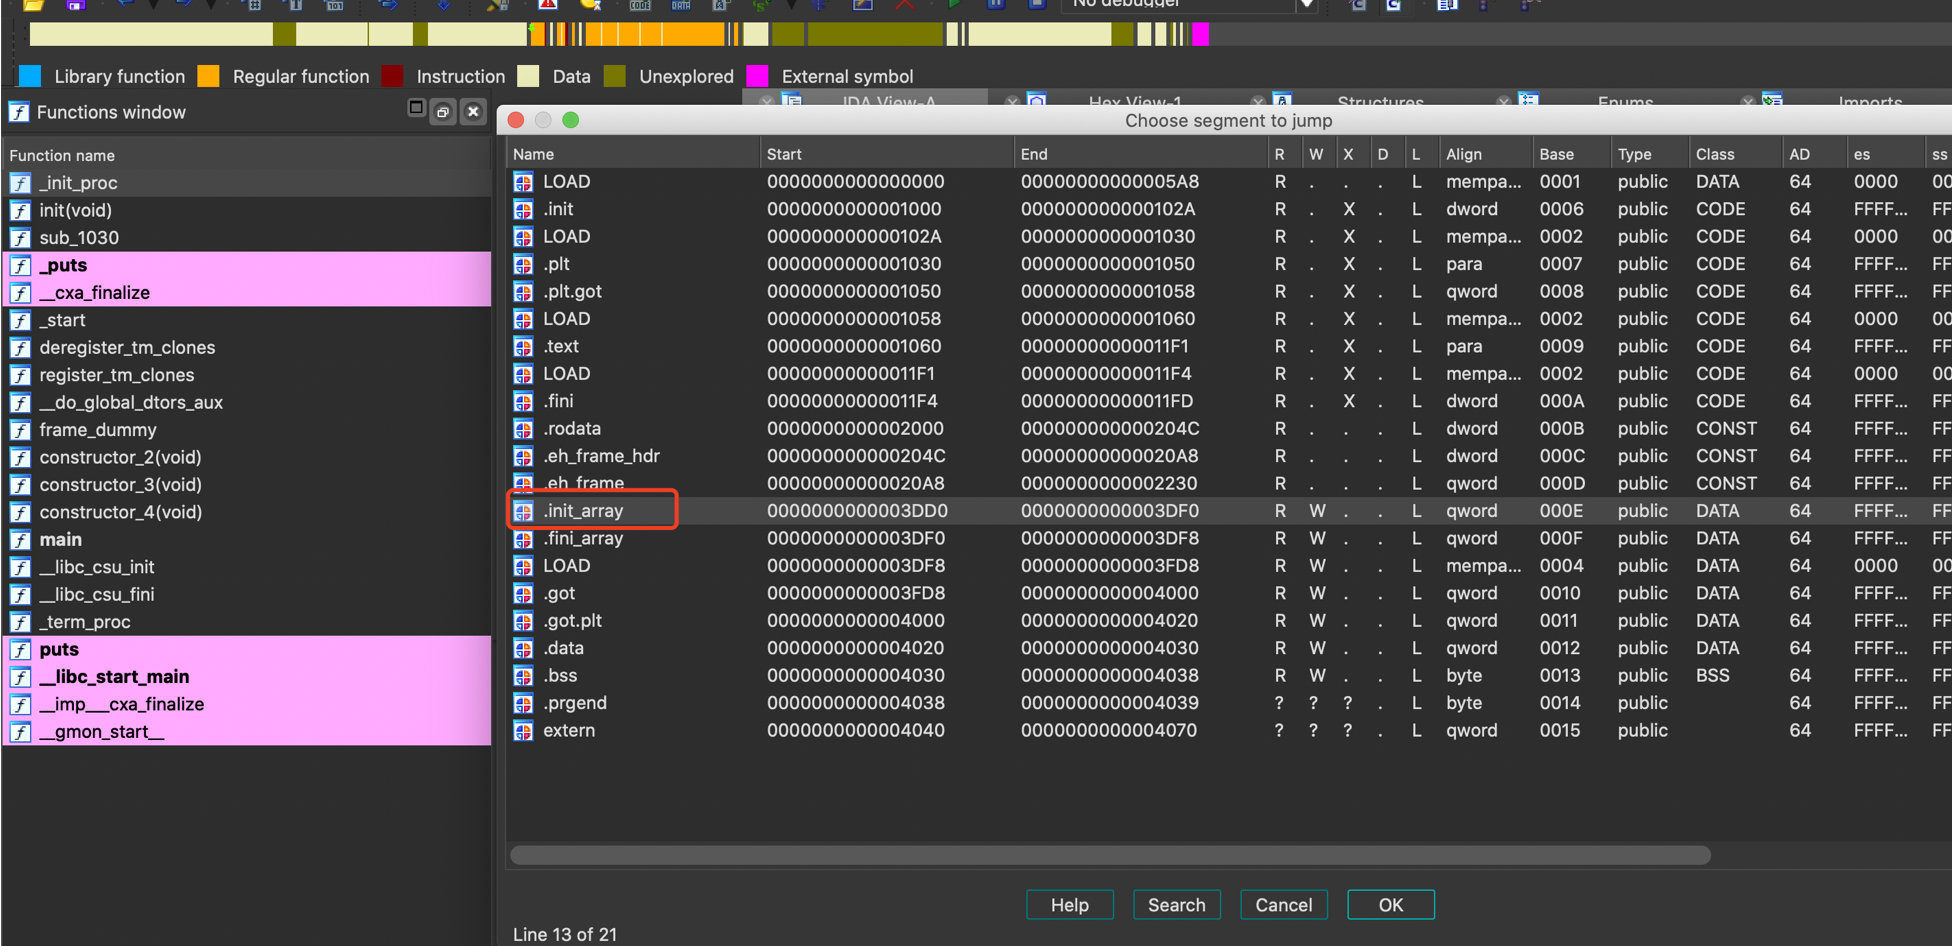 No debugger
Library function Regular function Instruction Data Unexplored External symbol
Functions window
IDA View-A Hex View-1 Structures Enums Imports
Choose segment to jump
Function name
_init_proc
init(void)
sub_1030
_puts
__cxa_finalize
_start
deregister_tm_clones
register_tm_clones
__do_global_dtors_aux
frame_dummy
constructor_2(void)
constructor_3(void)
constructor_4(void)
main
__libc_csu_init
__libc_csu_fini
_term_proc
puts
__libc_start_main
__imp___cxa_finalize
__gmon_start__
Name Start End R W X D L Align Base Type Class AD es ss
LOAD 0000000000000000 00000000000005A8 R . . . L mempa... 0001 public DATA 64 0000 00
.init 0000000000001000 000000000000102A R . X . L dword 0006 public CODE 64 FFFF... FF
LOAD 000000000000102A 0000000000001030 R . X . L mempa... 0002 public CODE 64 0000 00
.plt 0000000000001030 0000000000001050 R . X . L para 0007 public CODE 64 FFFF... FF
.plt.got 0000000000001050 0000000000001058 R . X . L qword 0008 public CODE 64 FFFF... FF
LOAD 0000000000001058 0000000000001060 R . X . L mempa... 0002 public CODE 64 0000 00
.text 0000000000001060 00000000000011F1 R . X . L para 0009 public CODE 64 FFFF... FF
LOAD 00000000000011F1 00000000000011F4 R . X . L mempa... 0002 public CODE 64 0000 00
.fini 00000000000011F4 00000000000011FD R . X . L dword 000A public CODE 64 FFFF... FF
.rodata 0000000000002000 000000000000204C R . . . L dword 000B public CONST 64 FFFF... FF
.eh_frame_hdr 000000000000204C 00000000000020A8 R . . . L dword 000C public CONST 64 FFFF... FF
.eh_frame 00000000000020A8 0000000000002230 R . . . L qword 000D public CONST 64 FFFF... FF
.init_array 0000000000003DD0 0000000000003DF0 R W . . L qword 000E public DATA 64 FFFF... FF
.fini_array 0000000000003DF0 0000000000003DF8 R W . . L qword 000F public DATA 64 FFFF... FF
LOAD 0000000000003DF8 0000000000003FD8 R W . . L mempa... 0004 public DATA 64 0000 00
.got 0000000000003FD8 0000000000004000 R W . . L qword 0010 public DATA 64 FFFF... FF
.got.plt 0000000000004000 0000000000004020 R W . . L qword 0011 public DATA 64 FFFF... FF
.data 0000000000004020 0000000000004030 R W . . L qword 0012 public DATA 64 FFFF... FF
.bss 0000000000004030 0000000000004038 R W . . L byte 0013 public BSS 64 FFFF... FF
.prgend 0000000000004038 0000000000004039 ? ? ? . L byte 0014 public 64 FFFF... FF
extern 0000000000004040 0000000000004070 ? ? ? . L qword 0015 public 64 FFFF... FF
Help Search Cancel OK
Line 13 of 21